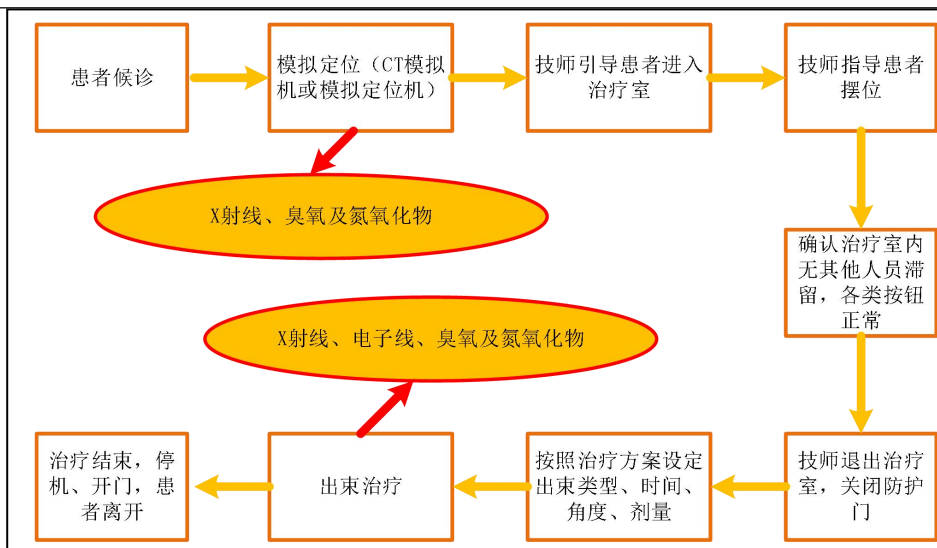 患者候诊
模拟定位（CT模拟
机或模拟定位机）
技师引导患者进入
治疗室
技师指导患者
摆位
X射线、臭氧及氮氧化物
确认治疗室内
无其他人员滞
留，各类按钮
正常
X射线、电子线、臭氧及氮氧化物
技师退出治疗
室，关闭防护
门
按照治疗方案设定
出束类型、时间、
角度、剂量
出束治疗
治疗结束，停
机、开门，患
者离开